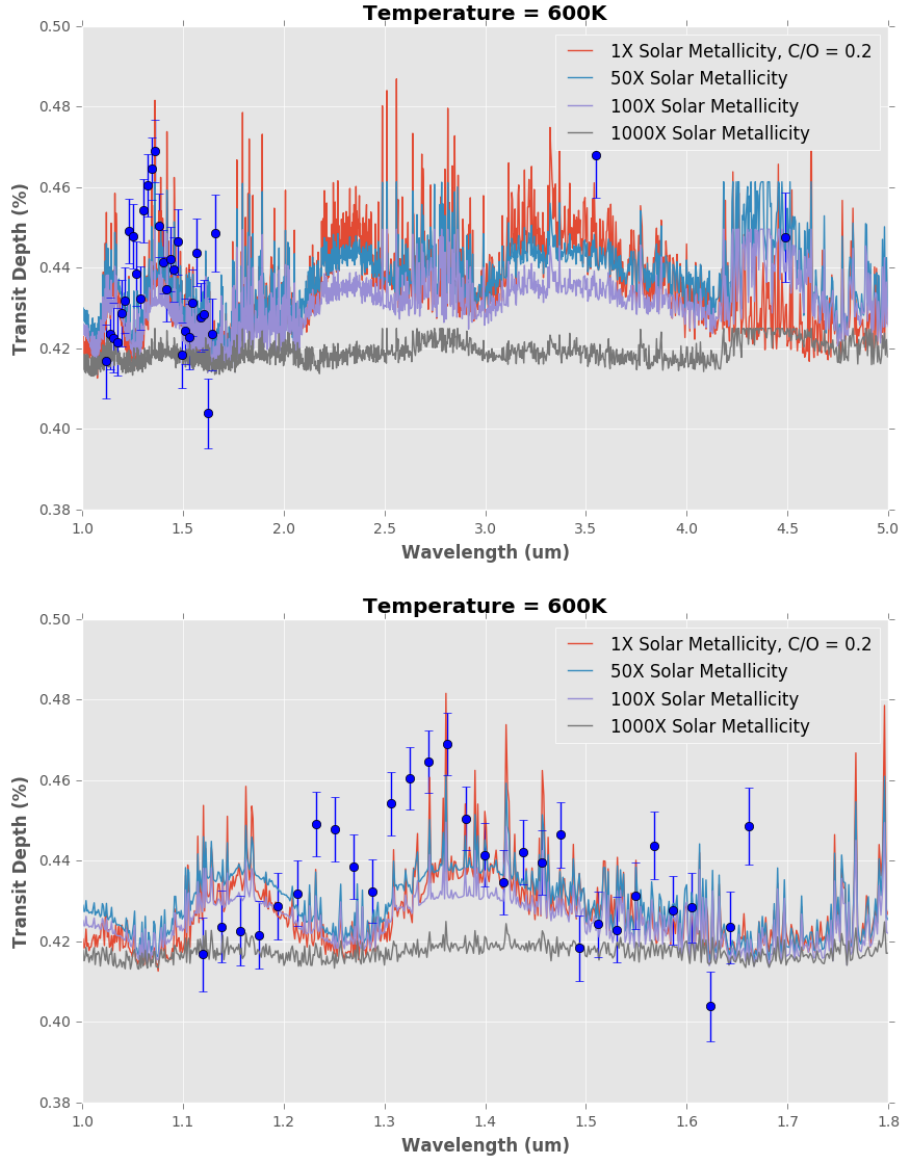 Temperature = 600K
0.50
0.48
0.46
0.44
0.42
0.40
0.38
Transit Depth (%)
1X Solar Metallicity, C/O = 0.2
50X Solar Metallicity
100X Solar Metallicity
1000X Solar Metallicity
1.0 1.5 2.0 2.5 3.0 3.5 4.0 4.5 5.0
Wavelength (um)
Temperature = 600K
0.50
0.48
0.46
0.44
0.42
0.40
0.38
Transit Depth (%)
1X Solar Metallicity, C/O = 0.2
50X Solar Metallicity
100X Solar Metallicity
1000X Solar Metallicity
1.0 1.1 1.2 1.3 1.4 1.5 1.6 1.7 1.8
Wavelength (um)